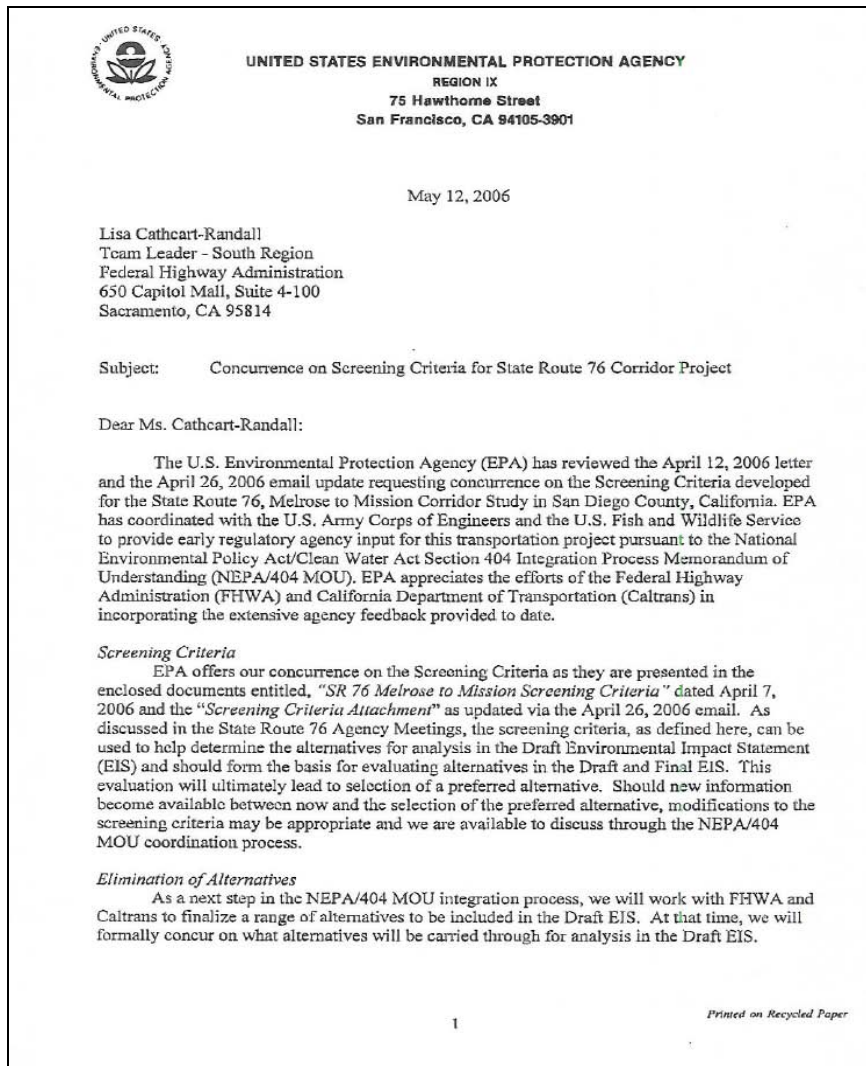 UNITED STATES ENVIRONMENTAL PROTECTION AGENCY
UNITED STATES ENVIRONMENTAL PROTECTION AGENCY
REGION IX
75 Hawthorne Street
San Francisco, CA 94105-3901
May 12, 2006
Lisa Cathcart-Randall
Team Leader - South Region
Federal Highway Administration
650 Capitol Mall, Suite 4-100
Sacramento, CA 95814
Subject: Concurrence on Screening Criteria for State Route 76 Corridor Project
Dear Ms. Cathcart-Randall:
The U.S. Environmental Protection Agency (EPA) has reviewed the April 12, 2006 letter
and the April 26, 2006 email update requesting concurrence on the Screening Criteria developed
for the State Route 76, Melrose to Mission Corridor Study in San Diego County, California. EPA
has coordinated with the U.S. Army Corps of Engineers and the U.S. Fish and Wildlife Service
to provide early regulatory agency input for this transportation project pursuant to the National
Environmental Policy Act/Clean Water Act Section 404 Integration Process Memorandum of
Understanding (NEPA/404 MOU). EPA appreciates the efforts of the Federal Highway
Administration (FHWA) and California Department of Transportation (Caltrans) in
incorporating the extensive agency feedback provided to date.
Screening Criteria
EPA offers our concurrence on the Screening Criteria as they are presented in the
enclosed documents entitled, "SR 76 Melrose to Mission Screening Criteria" dated April 7,
2006 and the "Screening Criteria Attachment" as updated via the April 26, 2006 email. As
discussed in the State Route 76 Agency Meetings, the screening criteria, as defined here, can be
used to help determine the alternatives for analysis in the Draft Environmental Impact Statement
(EIS) and should form the basis for evaluating alternatives in the Draft and Final EIS. This
evaluation will ultimately lead to selection of a preferred alternative. Should new information
become available between now and the selection of the preferred alternative, modifications to the
screening criteria may be appropriate and we are available to discuss through the NEPA/404
MOU coordination process.
Elimination of Alternatives
As a next step in the NEPA/404 MOU integration process, we will work with FHWA and
Caltrans to finalize a range of alternatives to be included in the Draft EIS. At that time, we will
formally concur on what alternatives will be carried through for analysis in the Draft EIS.
1
Printed on Recycled Paper